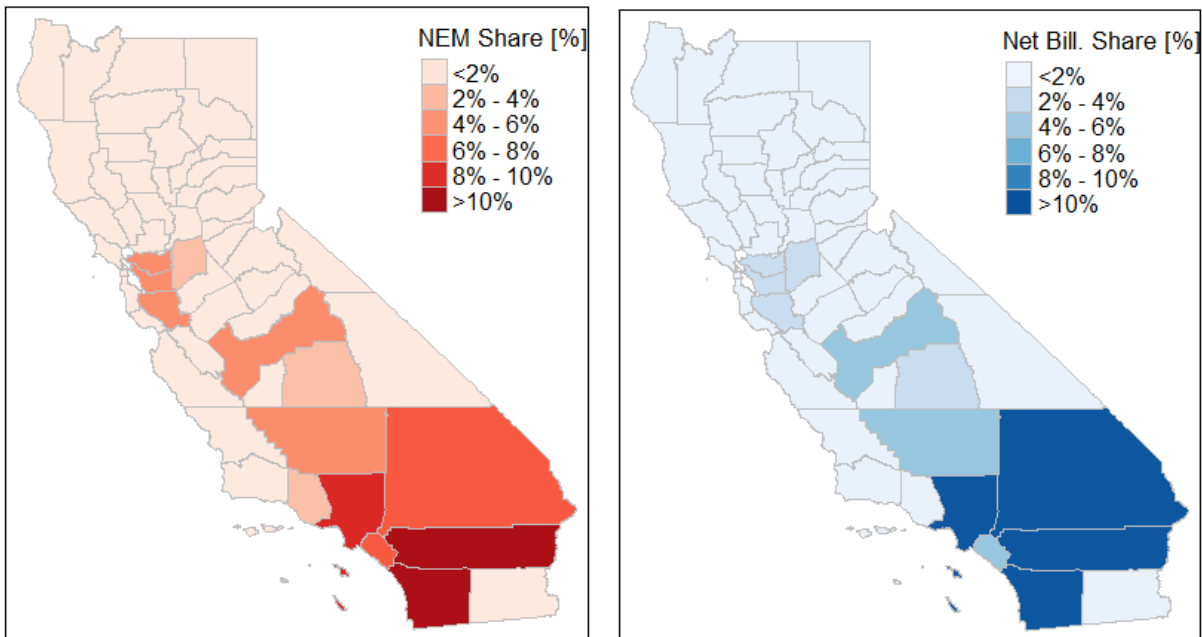 NEM Share [%]
<2%
2% - 4%
4% - 6%
6% - 8%
8% - 10%
>10%
Net Bill. Share [%]
<2%
2% - 4%
4% - 6%
6% - 8%
8% - 10%
>10%